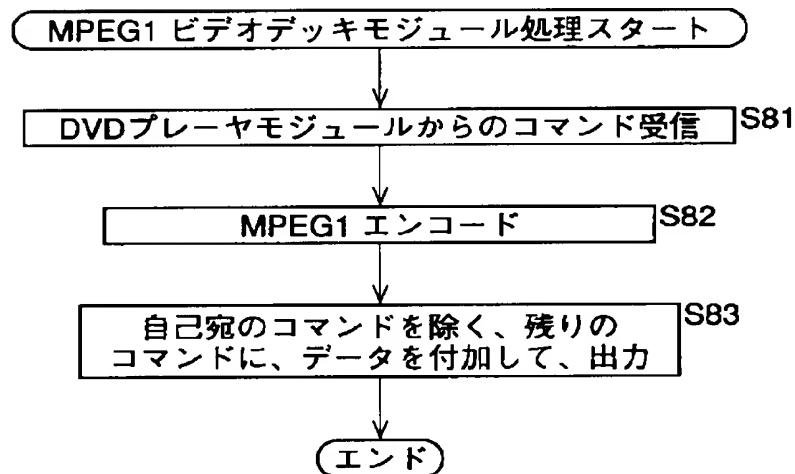 MPEG1 ビデオデッキモジュール処理スタート
DVDプレーヤモジュールからのコマンド受信
S81
MPEG1 エンコード
S82
自己宛のコマンドを除く、残りの
コマンドに、データを付加して、出力
S83
エンド